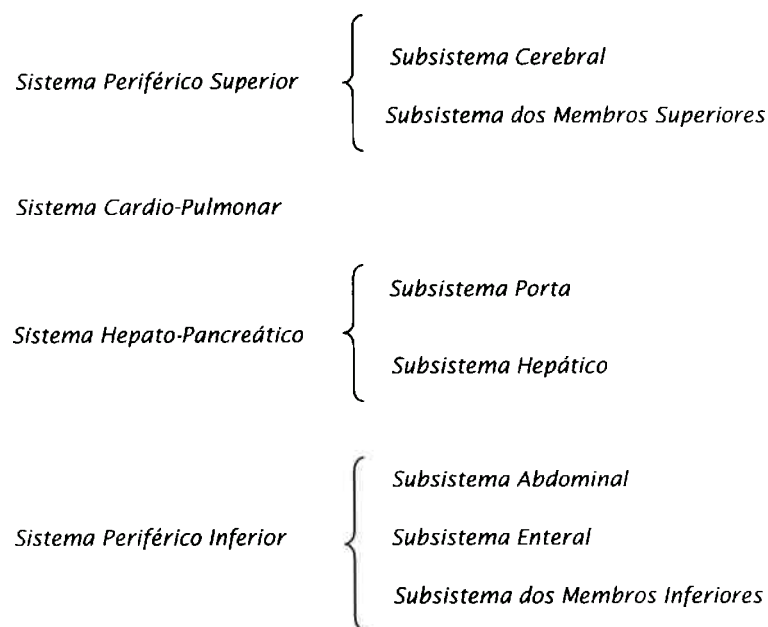 Sistema Periférico Superior
Subsistema Cerebral
Subsistema dos Membros Superiores
Sistema Cardio-Pulmonar
Sistema Hepato-Pancreático
Subsistema Porta
Subsistema Hepático
Sistema Periférico Inferior
Subsistema Abdominal
Subsistema Enteral
Subsistema dos Membros Inferiores